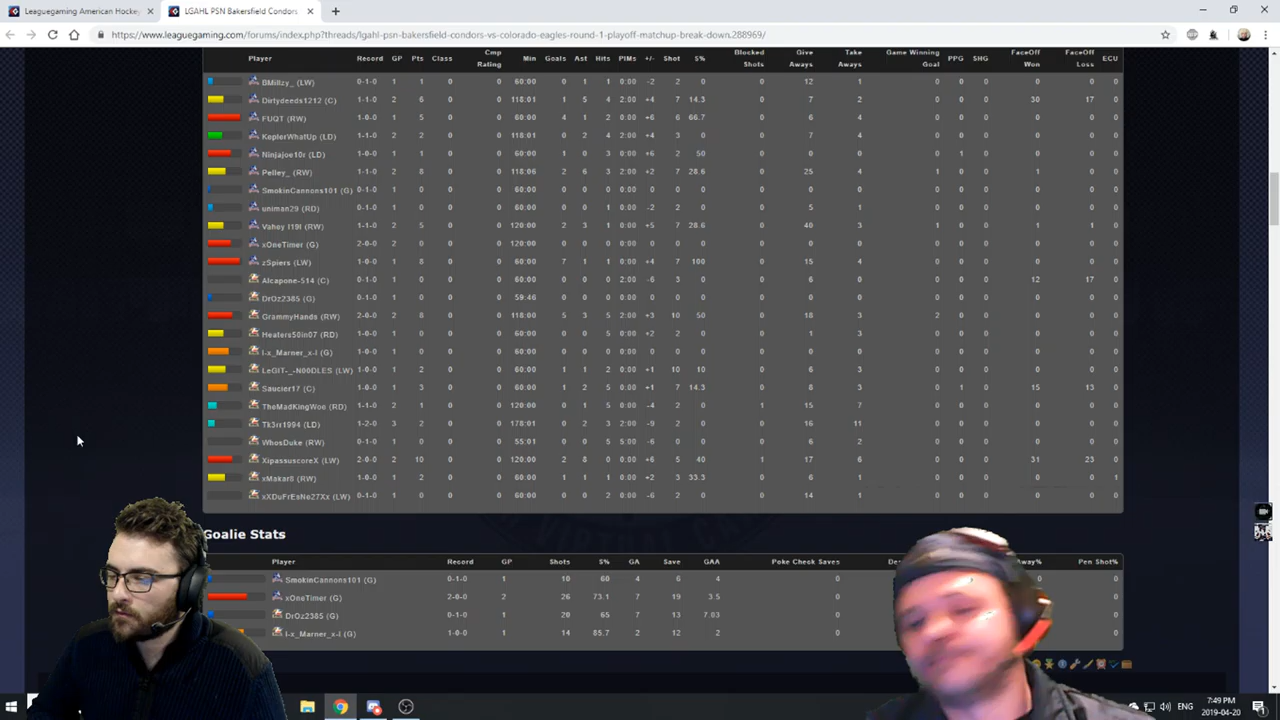 Leaguegaming American Hockey
LGAHL PSN Bakersfield Condors
https://www.leaguegaming.com/forums/index.php?threads/lgahl-psn-bakersfield-condors-vs-colorado-eagles-round-1-playoff-matchup-break-down.288969/
Player Record GP Pts Class Cmp Rating Min Goals Ast Hits PIMs +/- Shot S% Blocked Shots Give Aways Take Aways Game Winning Goal PPG SHG FaceOff Won FaceOff Loss ECU
BMillzy_ (LW) 0-1-0 1 1 0 60:00 0 1 1 0:00 -2 2 0 0 12 1 0 0 0 0 0 0
Dirtydeeds1212 (C) 1-1-0 2 6 0 118:01 1 5 4 2:00 +4 7 14.3 0 7 2 0 0 0 30 17 0
FUQT (RW) 1-0-0 1 5 0 60:00 4 1 2 0:00 +6 6 66.7 0 6 4 0 0 0 0 0 0
KeplerWhatUp (LD) 1-1-0 2 2 0 118:01 0 2 4 2:00 +4 3 0 0 7 4 0 0 0 0 0 0
Ninjajoe10r (LD) 1-0-0 1 1 0 60:00 1 0 3 0:00 +6 2 50 0 0 0 0 1 0 0 0 0
Pelley_ (RW) 1-1-0 2 8 0 118:06 2 6 3 0:00 +2 7 28.6 0 25 4 1 0 0 1 0 0
SmokinCannons101 (G) 0-1-0 1 0 0 60:00 0 0 0 0:00 0 0 0 0 0 0 0 0 0 0 0 0
uniman29 (RD) 0-1-0 1 0 0 60:00 0 0 1 0:00 -2 2 0 0 5 1 0 0 0 0 0 0
Vahey I19I (RW) 1-1-0 2 5 0 120:00 2 3 1 0:00 +5 7 28.6 0 40 3 1 0 0 1 1 0
xOneTimer (G) 2-0-0 2 0 0 120:00 0 0 0 0:00 0 0 0 0 0 0 0 0 0 0 0 0
zSpiers (LW) 1-0-0 1 8 0 60:00 7 1 1 0:00 +4 7 100 0 15 4 0 0 0 0 0 0
Alcapone-514 (C) 0-1-0 1 0 0 60:00 0 0 0 2:00 -6 3 0 0 6 0 0 0 0 12 17 0
DrOz2385 (G) 0-1-0 1 0 0 59:46 0 0 0 0:00 0 0 0 0 0 0 0 0 0 0 0 0
GrammyHands (RW) 2-0-0 2 8 0 118:00 5 3 5 2:00 +3 10 50 0 18 3 2 0 0 0 0 0
Heaters50in07 (RD) 1-0-0 1 0 0 60:00 0 0 5 0:00 +2 2 0 0 1 3 0 0 0 0 0 0
I-x_Marner_x-I (G) 1-0-0 1 0 0 60:00 0 0 0 0:00 0 0 0 0 0 0 0 0 0 0 0 0
LeGIT-_-N00DLES (LW) 1-0-0 1 2 0 60:00 1 1 2 0:00 +1 10 10 0 6 3 0 0 0 0 0 0
Saucier17 (C) 1-0-0 1 3 0 60:00 1 2 5 0:00 +1 7 14.3 0 8 3 0 0 0 15 13 0
TheMadKingWoo (RD) 1-1-0 2 1 0 120:00 0 1 5 0:00 -4 2 0 1 15 7 0 0 0 0 0 0
Tk3rr1994 (LD) 1-2-0 3 2 0 178:01 0 2 3 2:00 -9 2 0 0 16 11 0 0 0 0 0 0
WhosDuke (RW) 0-1-0 1 0 0 55:01 0 0 5 5:00 -6 0 0 0 6 2 0 0 0 0 0 0
XipassuscoreX (LW) 2-0-0 2 10 0 120:00 2 8 0 0:00 +6 5 40 1 17 6 0 0 0 31 23 0
xMakar8 (RW) 1-0-0 1 2 0 60:00 1 1 1 0:00 +2 3 33.3 0 6 1 0 0 0 0 0 1
xXDuFrEsNe27Xx (LW) 0-1-0 1 0 0 60:00 0 0 2 0:00 -6 2 0 0 14 1 0 0 0 0 0 0
Goalie Stats
Player Record GP Shots S% GA Save GAA Poke Check Saves Pen Shot%
SmokinCannons101 (G) 0-1-0 1 10 60 4 6 4 0 0
xOneTimer (G) 2-0-0 2 26 73.1 7 19 3.5 0 0
DrOz2385 (G) 0-1-0 1 20 65 7 13 7.03 0 0
I-x_Marner_x-I (G) 1-0-0 1 14 85.7 2 12 2 0 0
ENG
7:49 PM
2019-04-20